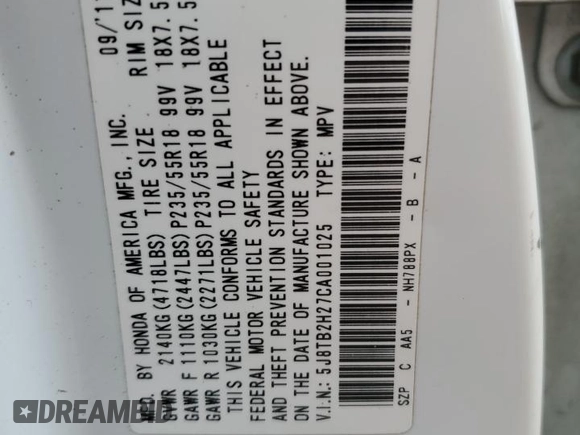 MFD. BY HONDA OF AMERICA MFG., INC. 09/1
GVWR 2140KG(4718LBS) TIRE SIZE RIM SIZ
GAWR F 1110KG(2447LBS)P235/55R18 99V 18X7.5
GAWR R 1030KG(2271LBS)P235/55R18 99V 18X7.5
THIS VEHICLE CONFORMS TO ALL APPLICABLE
FEDERAL MOTOR VEHICLE SAFETY
AND THEFT PREVENTION STANDARDS IN EFFECT
ON THE DATE OF MANUFACTURE SHOWN ABOVE.
V.I.N.: 5J8TB2H27CA001025 TYPE: MPV
SZP C AA5 - NH788PX - B - A
DREAMBID